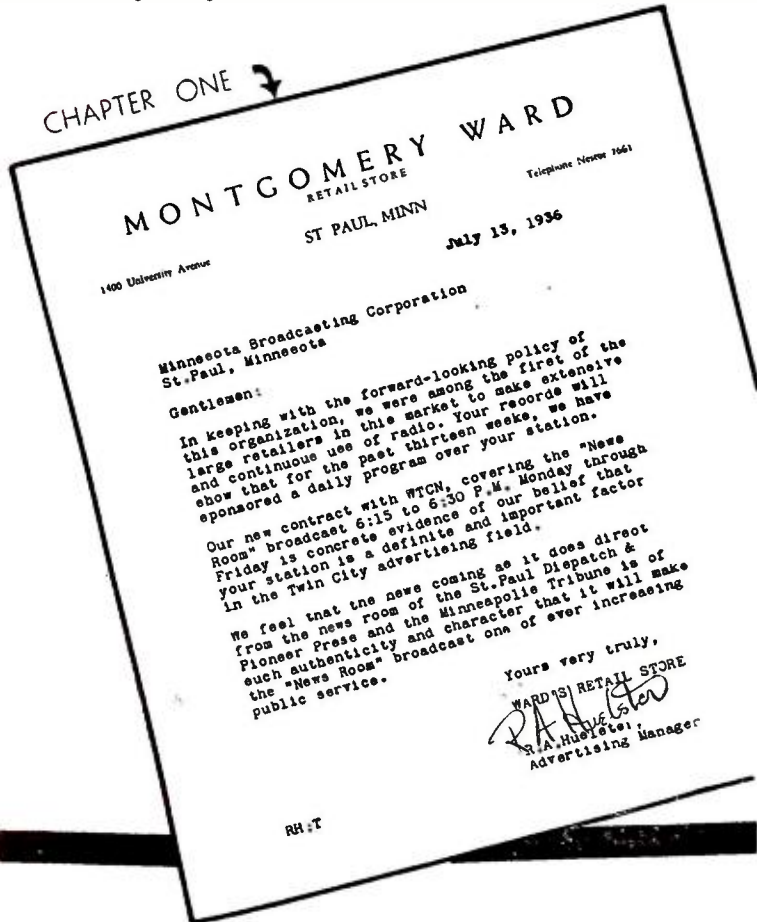 CHAPTER ONE
MONTGOMERY WARD
RETAIL STORE
ST PAUL, MINN
Telephone Nestor 1661
1400 University Avenue
July 13, 1936
Minnesota Broadcasting Corporation
St.Paul, Minnesota
Gentlemen:
In keeping with the forward-looking policy of
this organization, we were among the first of the
large retailers in this market to make extensive
and continuous use of radio. Your records will
show that for the past thirteen weeks, we have
sponsored a daily program over your station.
Our new contract with WTCN, covering the "News
Room" broadcast 6:15 to 6:30 P.M. Monday through
Friday is concrete evidence of our belief that
your station is a definite and important factor
in the Twin City advertising field.
We feel that the news coming as it does direct
from the news room of the St.Paul Dispatch &
Pioneer Press and the Minneapolis Tribune is of
such authenticity and character that it will make
the "News Room" broadcast one of ever increasing
public service.
Yours very truly,
WARD'S RETAIL STORE
R A Huelster
R.A.Huelster,
Advertising Manager
RH:T